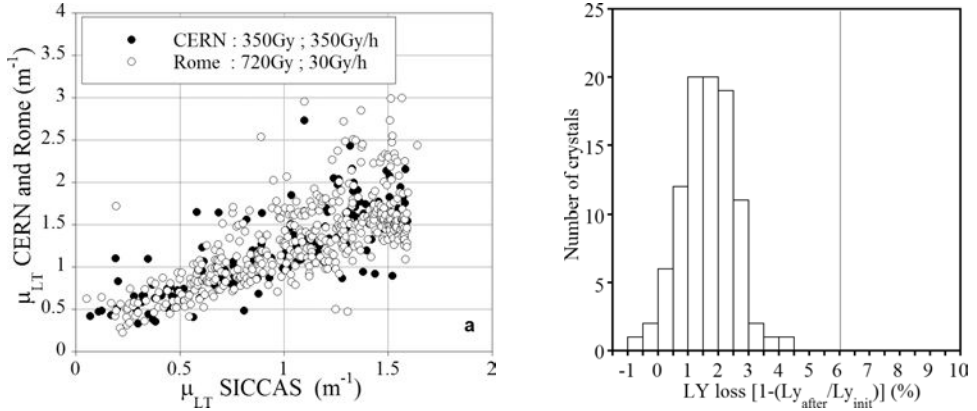 4
3.5
3
2.5
2
1.5
1
0.5
0
μLT CERN and Rome (m-1)
CERN : 350Gy ; 350Gy/h
Rome : 720Gy ; 30Gy/h
a
0 0.5 1 1.5 2
μLT SICCAS (m-1)
25
20
15
10
5
0
Number of crystals
-1 0 1 2 3 4 5 6 7 8 9 10
LY loss [1-(Lyafter/Lyinit)] (%)